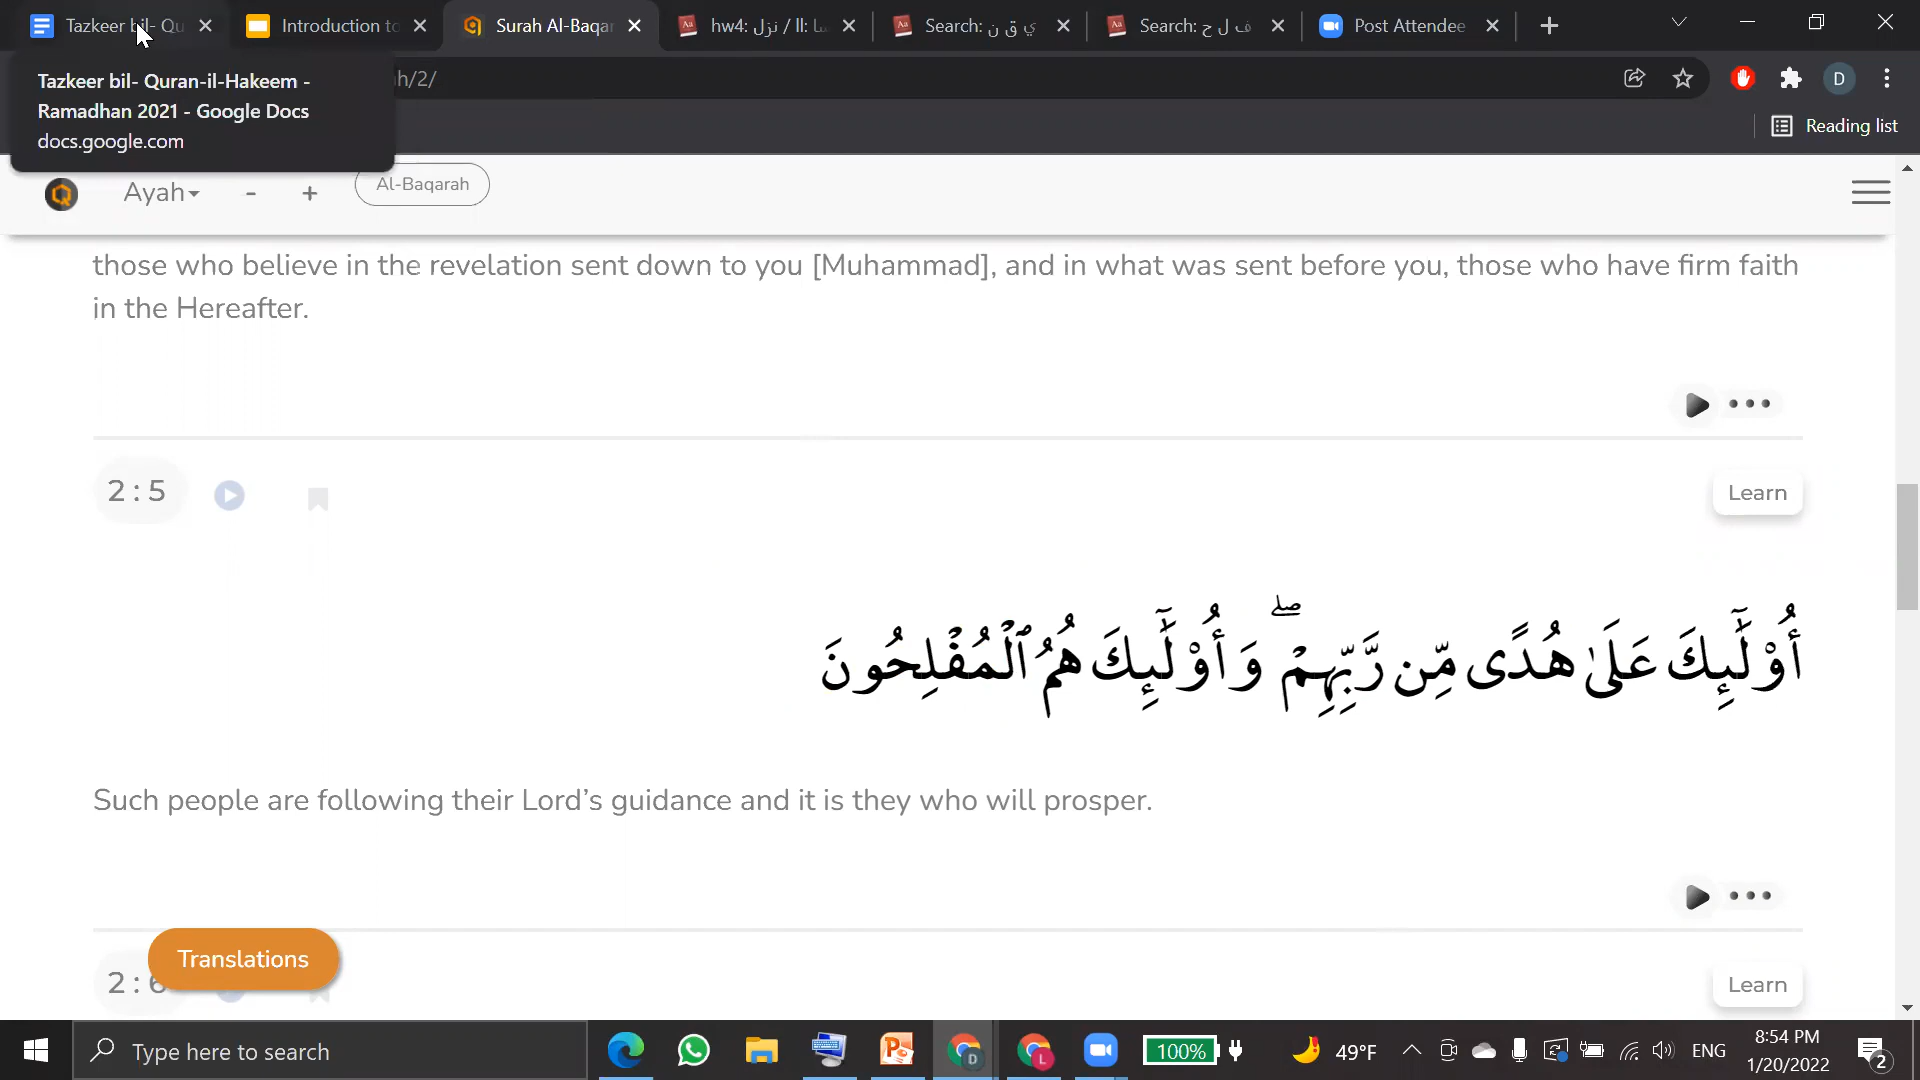 Tazkeer bil- Qu
Introduction to
Surah Al-Baqar
hw4: نزل / ll:
Search: ي ق ن
Search: ف ل ح
Post Attendee
Tazkeer bil- Quran-il-Hakeem -
Ramadhan 2021 - Google Docs
docs.google.com
h/2/
D
Reading list
Ayah
-
+
Al-Baqarah
those who believe in the revelation sent down to you [Muhammad], and in what was sent before you, those who have firm faith
in the Hereafter.
2 : 5
Learn
أُو۟لَٰٓئِكَ عَلَىٰ هُدًى مِّن رَّبِّهِمْ ۖ وَأُو۟لَٰٓئِكَ هُمُ ٱلْمُفْلِحُونَ
Such people are following their Lord’s guidance and it is they who will prosper.
Translations
2 : 6
Learn
Type here to search
D
L
100%
49°F
ENG
8:54 PM
1/20/2022
2